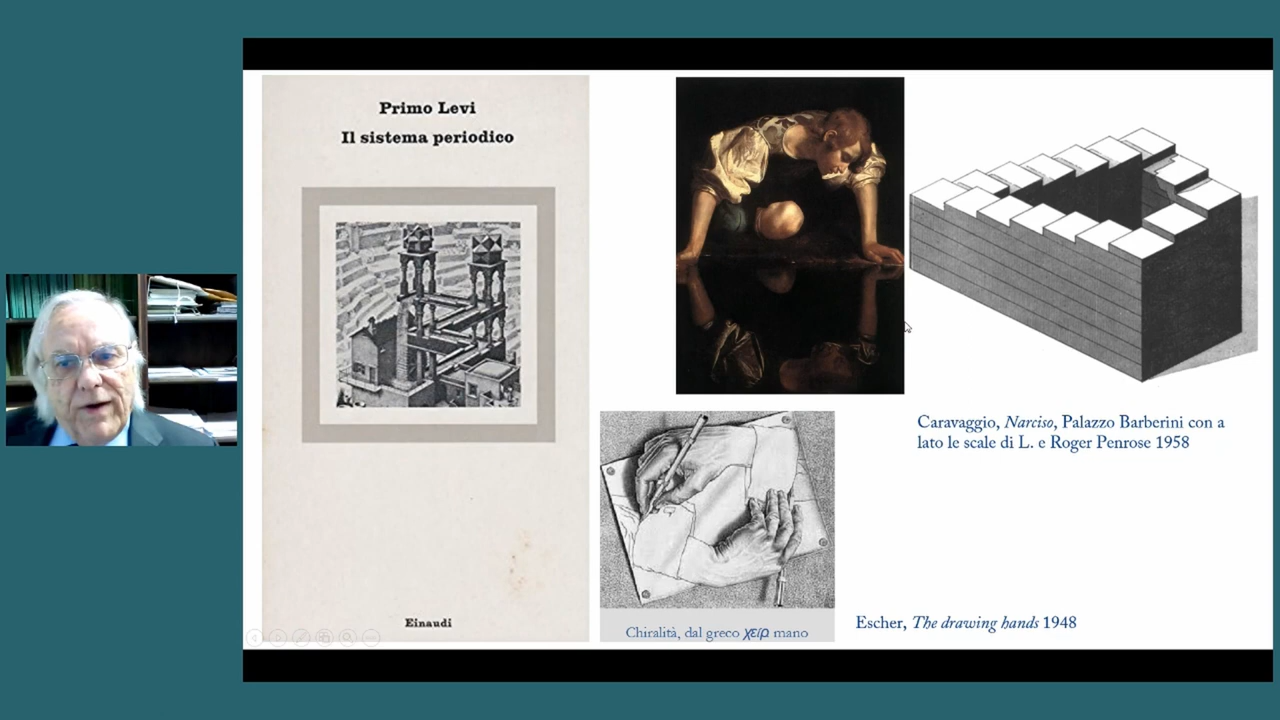 Primo Levi
Il sistema periodico
Einaudi
Caravaggio, Narciso, Palazzo Barberini con a
lato le scale di L. e Roger Penrose 1958
Chiralità, dal greco χείρ mano
Escher, The drawing hands 1948